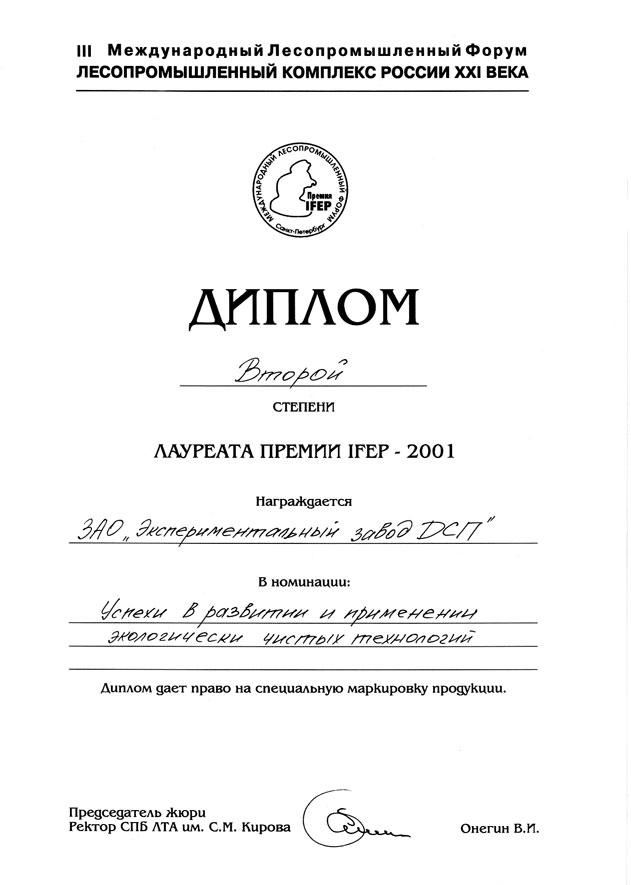 III Международный Лесопромышленный Форум
ЛЕСОПРОМЫШЛЕННЫЙ КОМПЛЕКС РОССИИ XXI ВЕКА
МЕЖДУНАРОДНЫЙ ЛЕСОПРОМЫШЛЕННЫЙ ФОРУМ
Премия
IFEP
Санкт-Петербург
ДИПЛОМ
Второй
СТЕПЕНИ
ЛАУРЕАТА ПРЕМИИ IFEP - 2001
Награждается
ЗАО „Экспериментальный завод ДСП"
В номинации:
Успехи в развитии и применении
экологически чистых технологий
Диплом дает право на специальную маркировку продукции.
Председатель жюри
Ректор СПБ ЛТА им. С.М. Кирова
Онегин В.И.